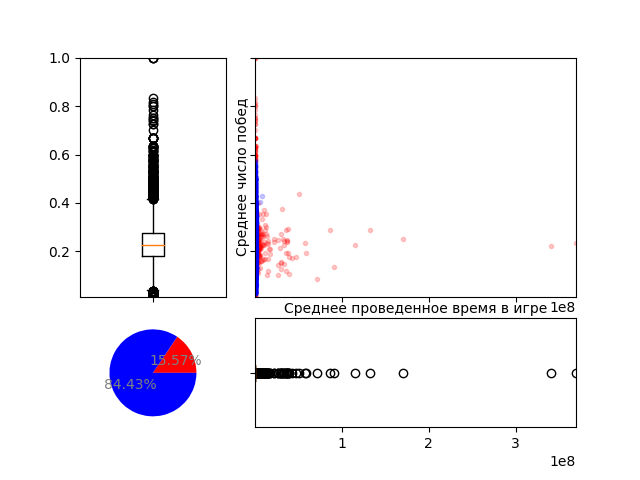 1.0
0.8
0.6
0.4
0.2
Среднее число побед
1e8
Среднее проведенное время в игре
15.57%
84.43%
1
2
3
1e8